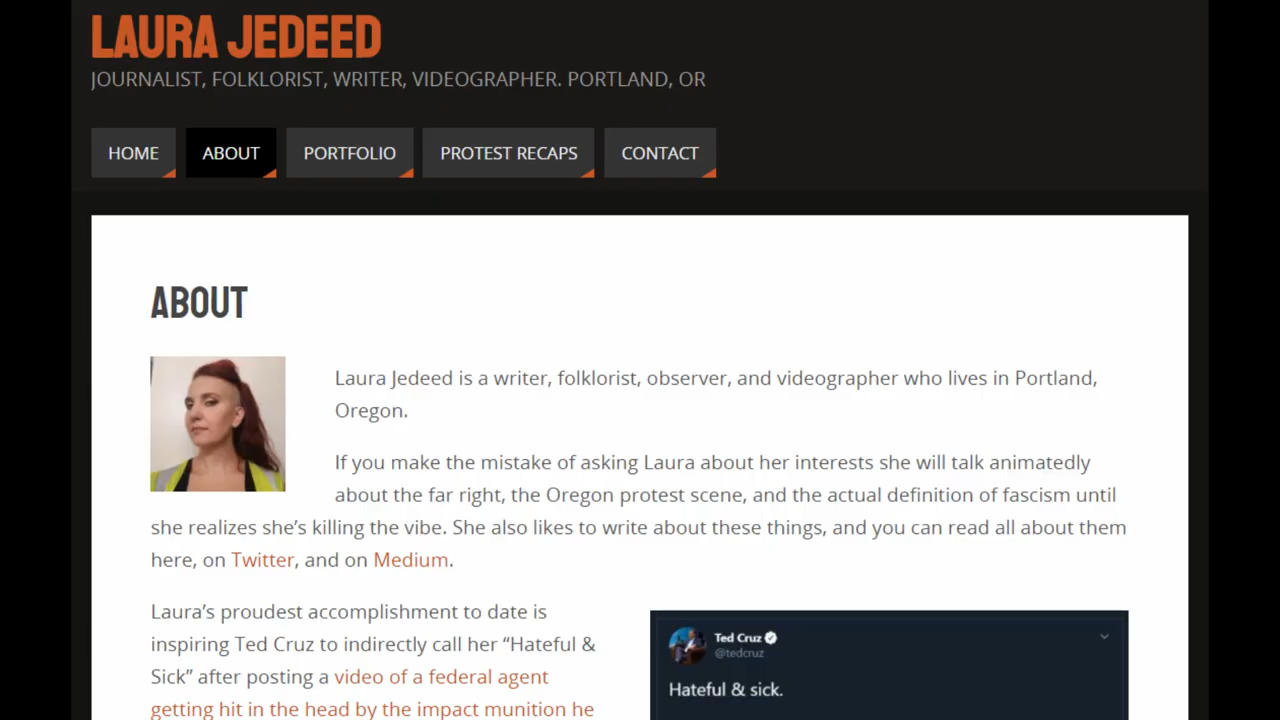 LAURA JEDEED
JOURNALIST, FOLKLORIST, WRITER, VIDEOGRAPHER. PORTLAND, OR
HOME
ABOUT
PORTFOLIO
PROTEST RECAPS
CONTACT
ABOUT
Laura Jedeed is a writer, folklorist, observer, and videographer who lives in Portland,
Oregon.
If you make the mistake of asking Laura about her interests she will talk animatedly
about the far right, the Oregon protest scene, and the actual definition of fascism until
she realizes she’s killing the vibe. She also likes to write about these things, and you can read all about them
here, on Twitter, and on Medium.
Laura’s proudest accomplishment to date is
inspiring Ted Cruz to indirectly call her “Hateful &
Sick” after posting a video of a federal agent
getting hit in the head by the impact munition he
Ted Cruz
@tedcruz
Hateful & sick.